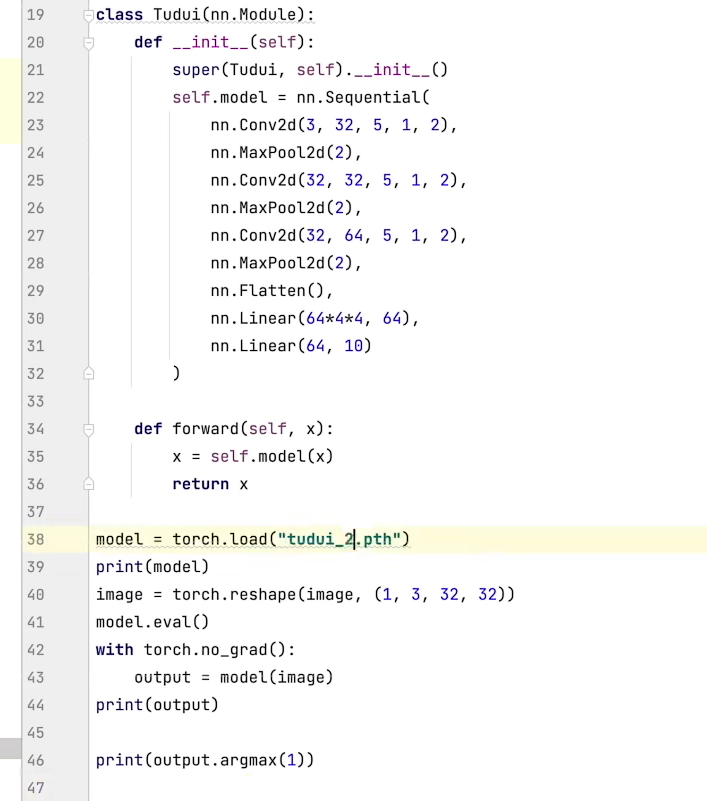 19 class Tudui(nn.Module):
20     def __init__(self):
21         super(Tudui, self).__init__()
22         self.model = nn.Sequential(
23             nn.Conv2d(3, 32, 5, 1, 2),
24             nn.MaxPool2d(2),
25             nn.Conv2d(32, 32, 5, 1, 2),
26             nn.MaxPool2d(2),
27             nn.Conv2d(32, 64, 5, 1, 2),
28             nn.MaxPool2d(2),
29             nn.Flatten(),
30             nn.Linear(64*4*4, 64),
31             nn.Linear(64, 10)
32         )
33
34     def forward(self, x):
35         x = self.model(x)
36         return x
37
38 model = torch.load("tudui_2.pth")
39 print(model)
40 image = torch.reshape(image, (1, 3, 32, 32))
41 model.eval()
42 with torch.no_grad():
43     output = model(image)
44 print(output)
45
46 print(output.argmax(1))
47